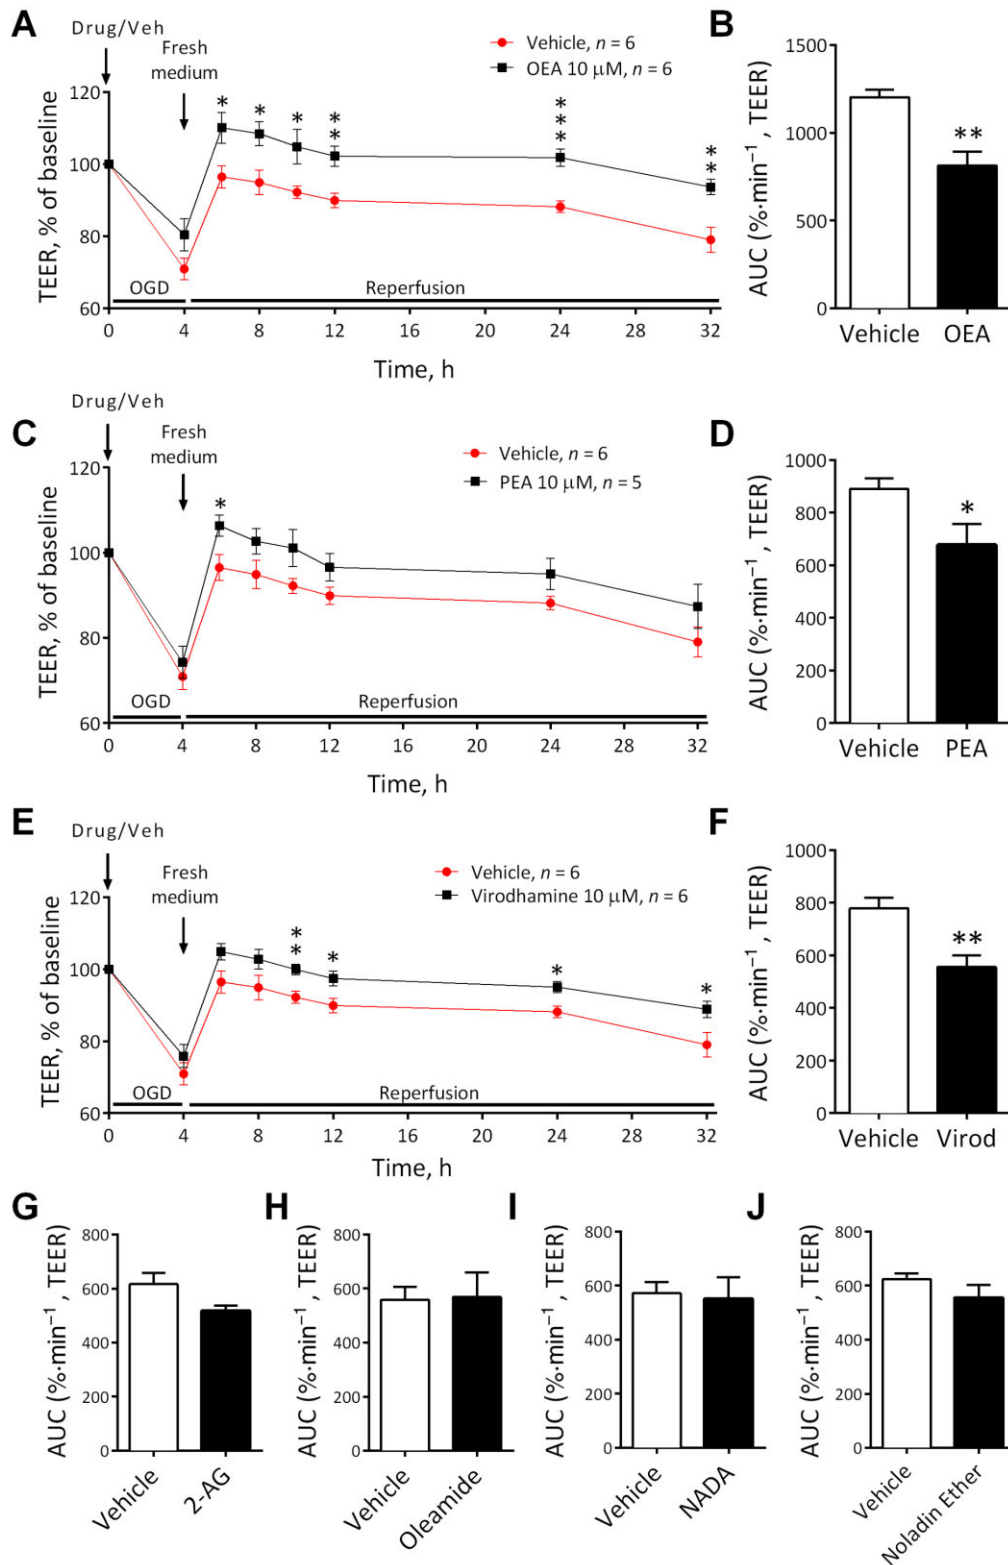 A
Drug/Veh
Fresh
medium
Vehicle, n = 6
OEA 10 μM, n = 6
* * * ** *** **
TEER, % of baseline
120
100
80
60
OGD
Reperfusion
0 4 8 12 16 20 24 28 32
Time, h
B
AUC (%·min⁻¹ , TEER)
1500
1000
500
0
**
Vehicle OEA
C
Drug/Veh
Fresh
medium
Vehicle, n = 6
PEA 10 μM, n = 5
*
TEER, % of baseline
120
100
80
60
OGD
Reperfusion
0 4 8 12 16 20 24 28 32
Time, h
D
AUC (%·min⁻¹ , TEER)
1000
800
600
400
200
0
*
Vehicle PEA
E
Drug/Veh
Fresh
medium
Vehicle, n = 6
Virodhamine 10 μM, n = 6
** * * *
TEER, % of baseline
120
100
80
60
OGD
Reperfusion
0 4 8 12 16 20 24 28 32
Time, h
F
AUC (%·min⁻¹ , TEER)
1000
800
600
400
200
0
**
Vehicle Virod
G
AUC (%·min⁻¹ , TEER)
800
600
400
200
0
Vehicle
2-AG
H
AUC (%·min⁻¹ , TEER)
800
600
400
200
0
Vehicle
Oleamide
I
AUC (%·min⁻¹ , TEER)
800
600
400
200
0
Vehicle
NADA
J
AUC (%·min⁻¹ , TEER)
800
600
400
200
0
Vehicle
Noladin Ether